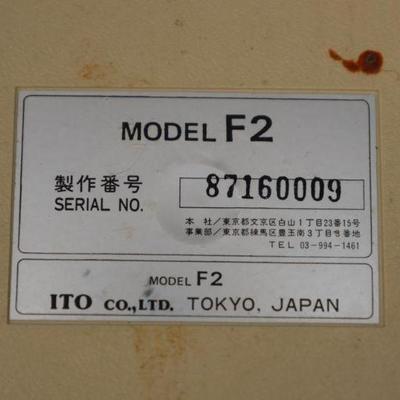 MODEL F2
製作番号
SERIAL NO. 87160009
本 社/東京都文京区白山1丁目23番15号
事業部/東京都練馬区豊玉南3丁目 番地
TEL 03-994-1461
MODEL F2
ITO CO.,LTD. TOKYO, JAPAN